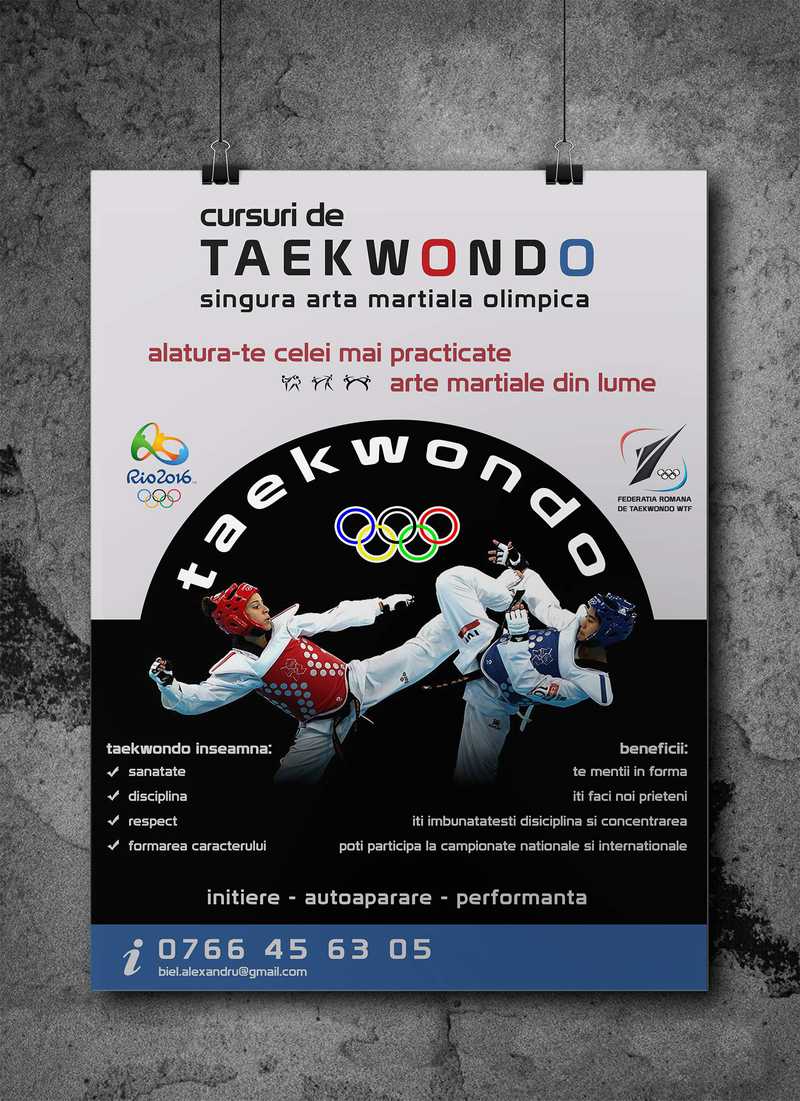 cursuri de
TAEKWONDO
singura arta martiala olimpica
alatura-te celei mai practicate
arte martiale din lume
Rio2016
FEDERATIA ROMANA
DE TAEKWONDO WTF
taekwondo
taekwondo inseamna:
sanatate
disciplina
respect
formarea caracterului
beneficii:
te mentii in forma
iti faci noi prieteni
iti imbunatatesti disiciplina si concentrarea
poti participa la campionate nationale si internationale
initiere - autoaparare - performanta
i 0766 45 63 05
biel.alexandru@gmail.com